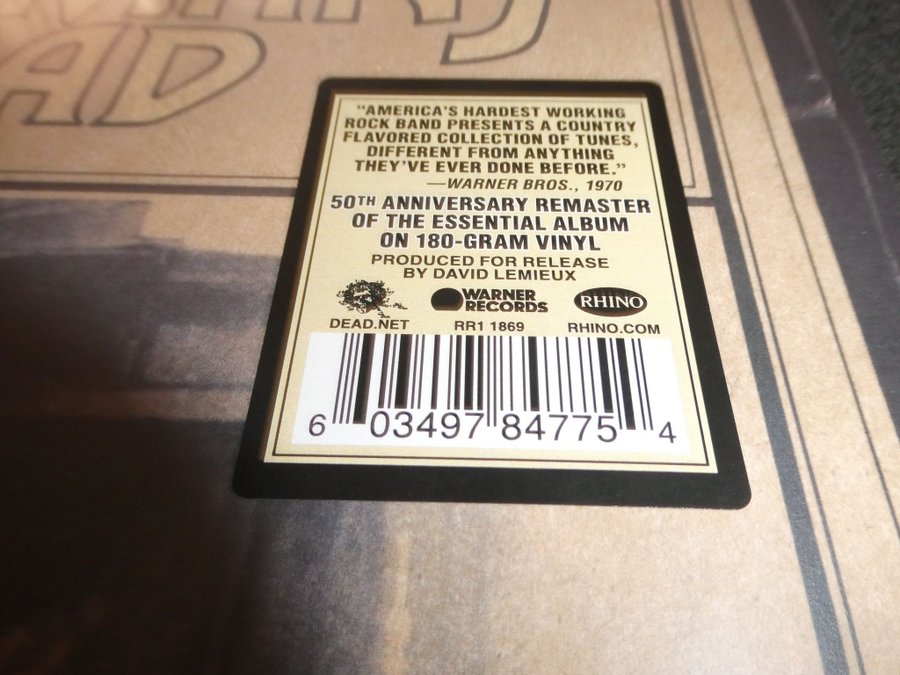 AD
"AMERICA'S HARDEST WORKING
ROCK BAND PRESENTS A COUNTRY
FLAVORED COLLECTION OF TUNES,
DIFFERENT FROM ANYTHING
THEY'VE EVER DONE BEFORE."
—WARNER BROS., 1970
50TH ANNIVERSARY REMASTER
OF THE ESSENTIAL ALBUM
ON 180-GRAM VINYL
PRODUCED FOR RELEASE
BY DAVID LEMIEUX
WARNER
RECORDS
RHINO
DEAD.NET RR1 1869 RHINO.COM
6 03497 84775 4